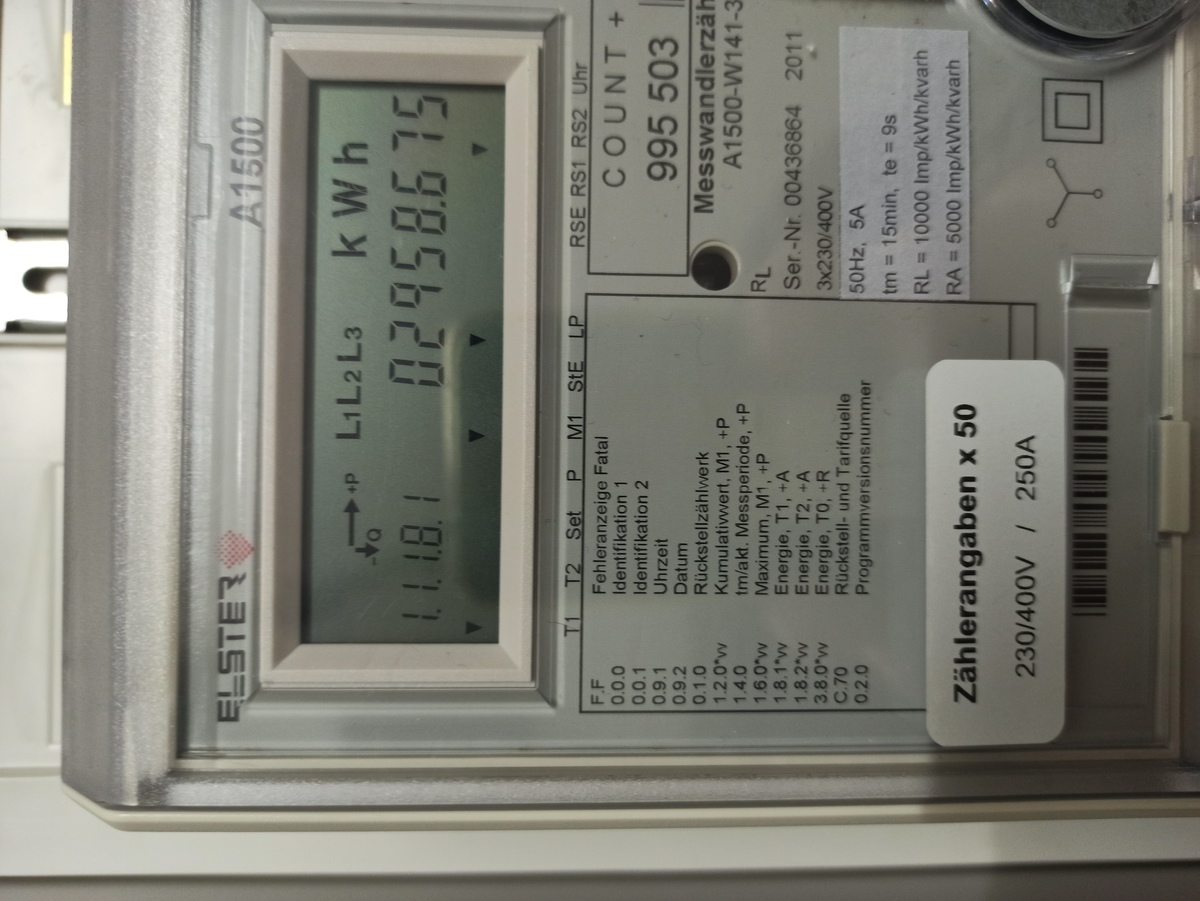 ELSTER A1500
-Q +P L1 L2 L3 kWh
1.1.1.8.1 02458.675
T1 T2 Set P M1 StE LP RSE RS1 RS2 Uhr
F.F Fehleranzeige Fatal
0.0.0 Identifikation 1
0.0.1 Identifikation 2
0.9.1 Uhrzeit
0.9.2 Datum
0.1.0 Rückstellzählwerk
1.2.0*vv Kumulativwert, M1, +P
1.4.0 tm/akt. Messperiode, +P
1.6.0*vv Maximum, M1, +P
1.8.1*vv Energie, T1, +A
1.8.2*vv Energie, T2, +A
3.8.0*vv Energie, T0, +R
C.70 Rückstell- und Tarifquelle
0.2.0 Programmversionsnummer
COUNT +
995 503
Messwandlerzäh
A1500-W141-3
RL
Ser.-Nr. 00436864 2011
3x230/400V
50Hz, 5A
tm = 15min, te = 9s
RL = 10000 Imp/kWh/kvarh
RA = 5000 Imp/kWh/kvarh
Zählerangaben x 50
230/400V / 250A